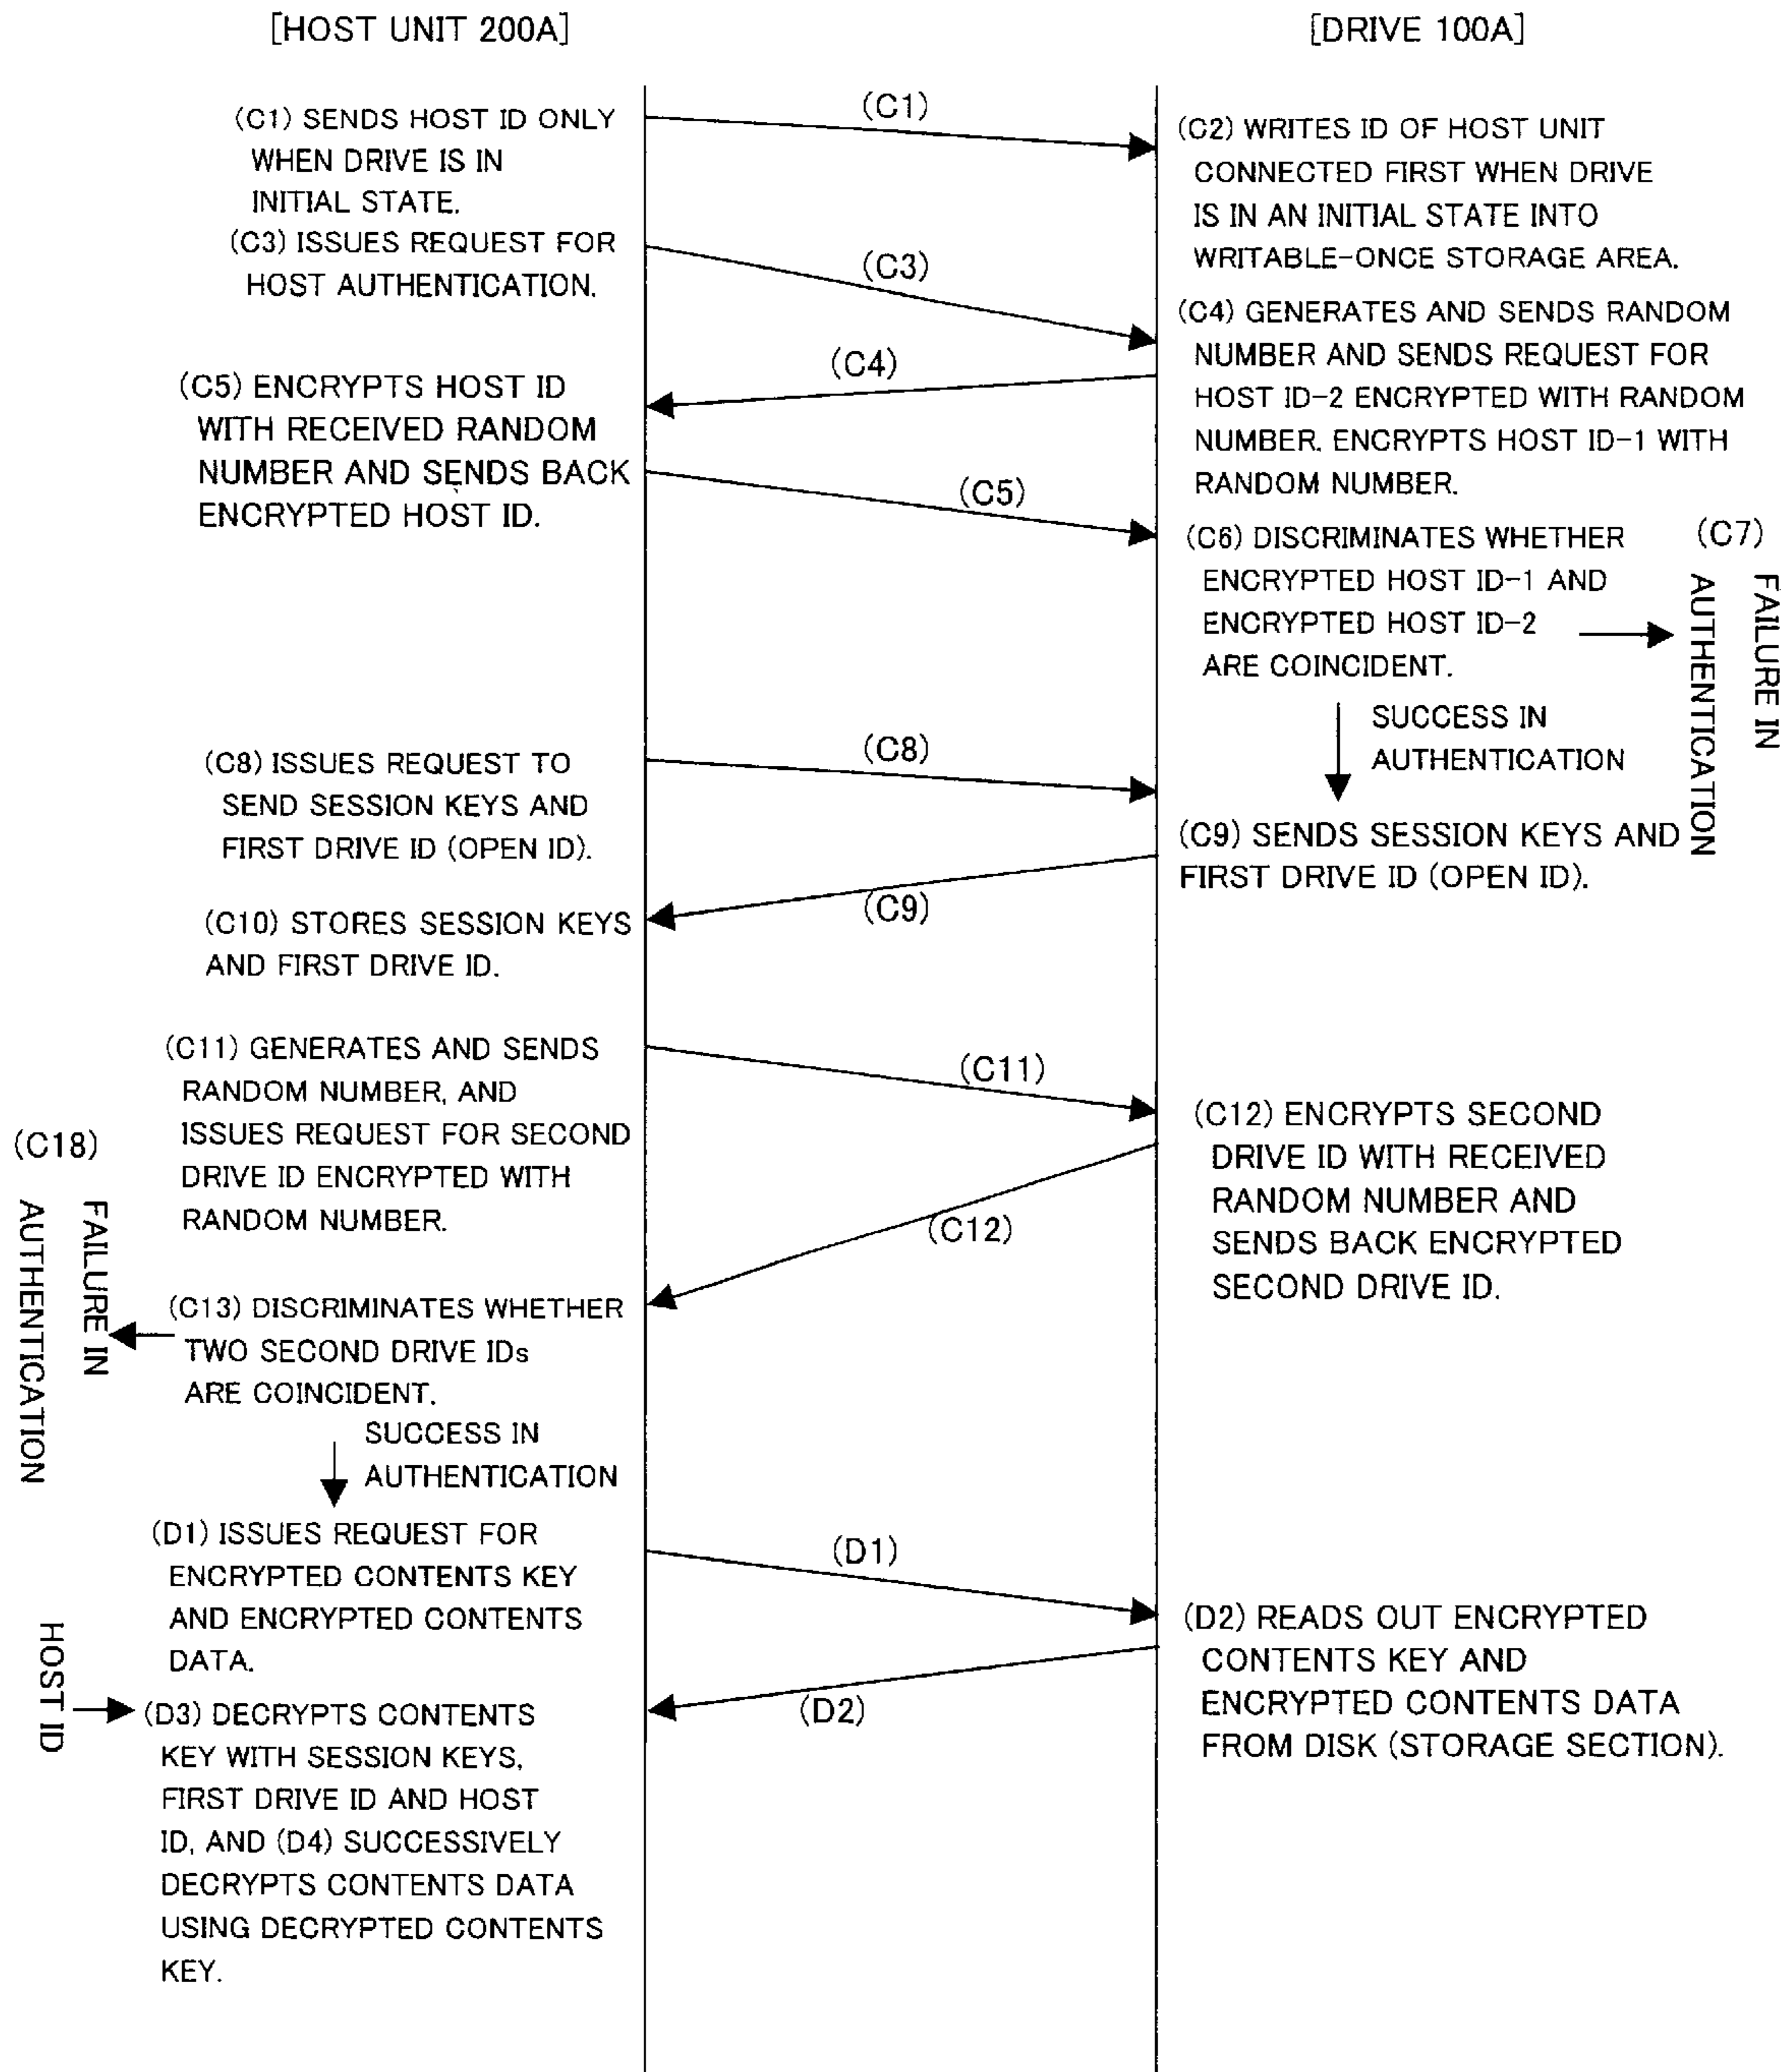 [HOST UNIT 200A]
[DRIVE 100A]
(C1) SENDS HOST ID ONLY
WHEN DRIVE IS IN
INITIAL STATE.
(C1)
(C2) WRITES ID OF HOST UNIT
CONNECTED FIRST WHEN DRIVE
IS IN AN INITIAL STATE INTO
WRITABLE-ONCE STORAGE AREA.
(C3) ISSUES REQUEST FOR
HOST AUTHENTICATION.
(C3)
(C4) GENERATES AND SENDS RANDOM
NUMBER AND SENDS REQUEST FOR
HOST ID-2 ENCRYPTED WITH RANDOM
NUMBER. ENCRYPTS HOST ID-1 WITH
RANDOM NUMBER.
(C4)
(C5) ENCRYPTS HOST ID
WITH RECEIVED RANDOM
NUMBER AND SENDS BACK
ENCRYPTED HOST ID.
(C5)
(C6) DISCRIMINATES WHETHER
ENCRYPTED HOST ID-1 AND
ENCRYPTED HOST ID-2
ARE COINCIDENT.
(C7)
FAILURE IN
AUTHENTICATION
SUCCESS IN
AUTHENTICATION
(C8) ISSUES REQUEST TO
SEND SESSION KEYS AND
FIRST DRIVE ID (OPEN ID).
(C8)
(C9) SENDS SESSION KEYS AND
FIRST DRIVE ID (OPEN ID).
(C9)
(C10) STORES SESSION KEYS
AND FIRST DRIVE ID.
(C11) GENERATES AND SENDS
RANDOM NUMBER, AND
ISSUES REQUEST FOR SECOND
DRIVE ID ENCRYPTED WITH
RANDOM NUMBER.
(C11)
(C12) ENCRYPTS SECOND
DRIVE ID WITH RECEIVED
RANDOM NUMBER AND
SENDS BACK ENCRYPTED
SECOND DRIVE ID.
(C12)
(C18)
FAILURE IN
AUTHENTICATION
(C13) DISCRIMINATES WHETHER
TWO SECOND DRIVE IDs
ARE COINCIDENT.
SUCCESS IN
AUTHENTICATION
(D1) ISSUES REQUEST FOR
ENCRYPTED CONTENTS KEY
AND ENCRYPTED CONTENTS
DATA.
(D1)
(D2) READS OUT ENCRYPTED
CONTENTS KEY AND
ENCRYPTED CONTENTS DATA
FROM DISK (STORAGE SECTION).
(D2)
HOST ID
(D3) DECRYPTS CONTENTS
KEY WITH SESSION KEYS,
FIRST DRIVE ID AND HOST
ID, AND (D4) SUCCESSIVELY
DECRYPTS CONTENTS DATA
USING DECRYPTED CONTENTS
KEY.